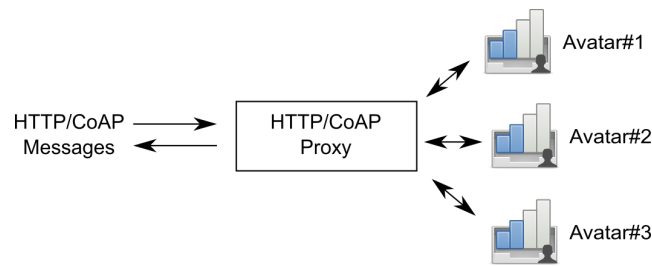 HTTP/CoAP
Messages
HTTP/CoAP
Proxy
Avatar#1
Avatar#2
Avatar#3